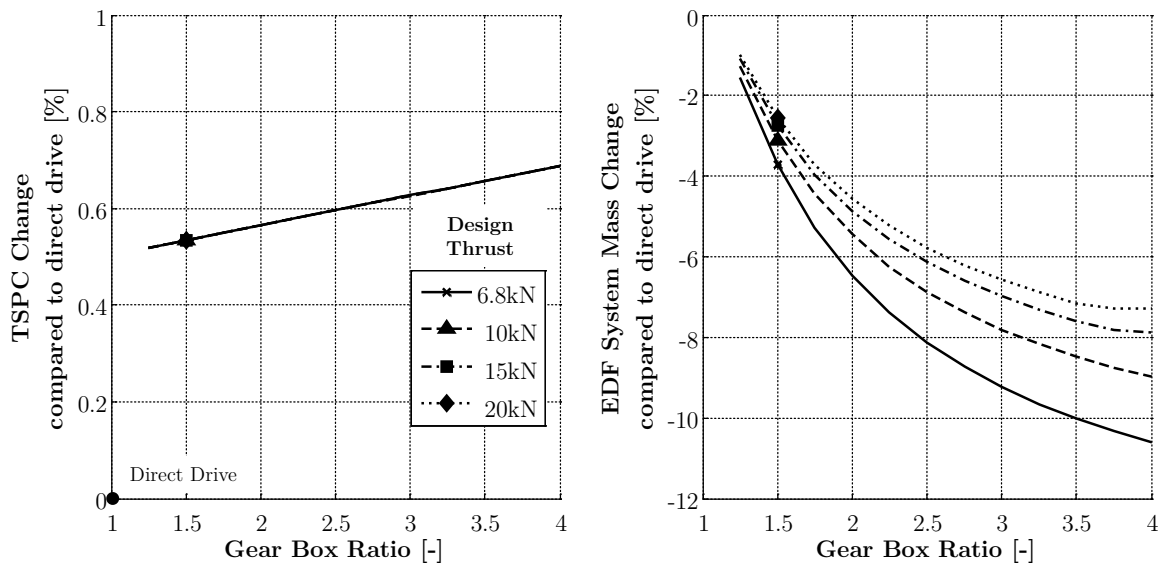 TSPC Change
compared to direct drive [%]
1
0.8
0.6
0.4
0.2
0
Direct Drive
Design
Thrust
6.8kN
10kN
15kN
20kN
1 1.5 2 2.5 3 3.5 4
Gear Box Ratio [-]
EDF System Mass Change
compared to direct drive [%]
-0
-2
-4
-6
-8
-10
-12
1 1.5 2 2.5 3 3.5 4
Gear Box Ratio [-]